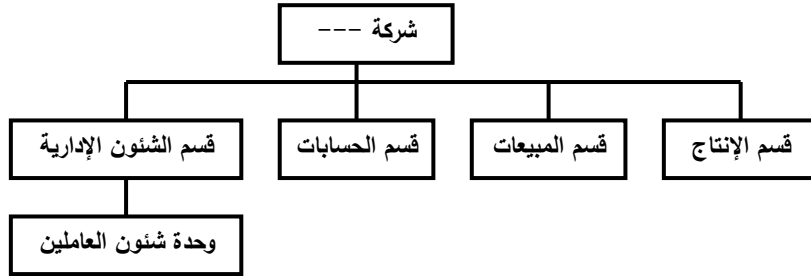 شركة ---
قسم الإنتاج
قسم المبيعات
قسم الحسابات
قسم الشئون الإدارية
وحدة شئون العاملين